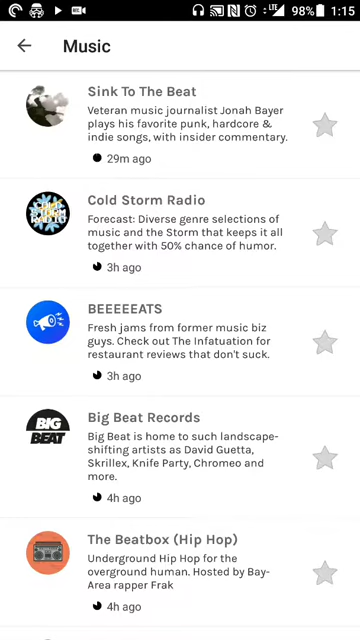 LTE 98% 1:15
Music
Sink To The Beat
Veteran music journalist Jonah Bayer
plays his favorite punk, hardcore &
indie songs, with insider commentary.
29m ago
COLD
STORM
RADIO
Cold Storm Radio
Forecast: Diverse genre selections of
music and the Storm that keeps it all
together with 50% chance of humor.
3h ago
BEEEEEATS
Fresh jams from former music biz
guys. Check out The Infatuation for
restaurant reviews that don't suck.
3h ago
BIG
BEAT
Big Beat Records
Big Beat is home to such landscape-
shifting artists as David Guetta,
Skrillex, Knife Party, Chromeo and
more.
4h ago
The Beatbox (Hip Hop)
Underground Hip Hop for the
overground human. Hosted by Bay-
Area rapper Frak
4h ago